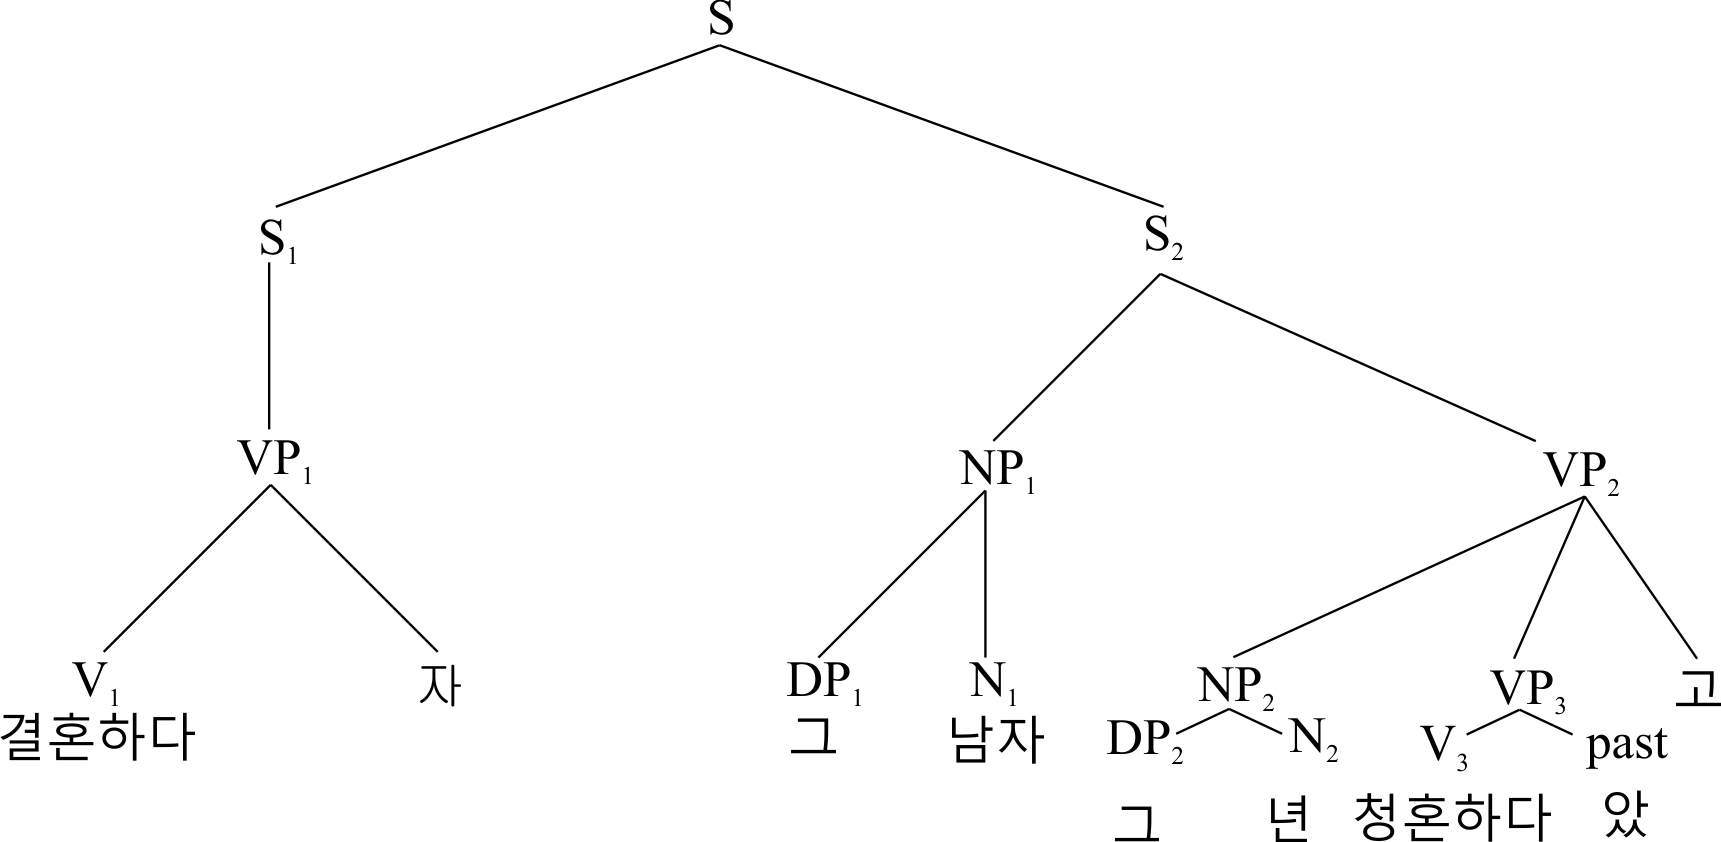 S
S₁ S₂
VP₁ NP₁ VP₂
V₁ 자 DP₁ N₁ NP₂ VP₃ 고
결혼하다 그 남자 DP₂ N₂ V₃ past
그 년 청혼하다 았